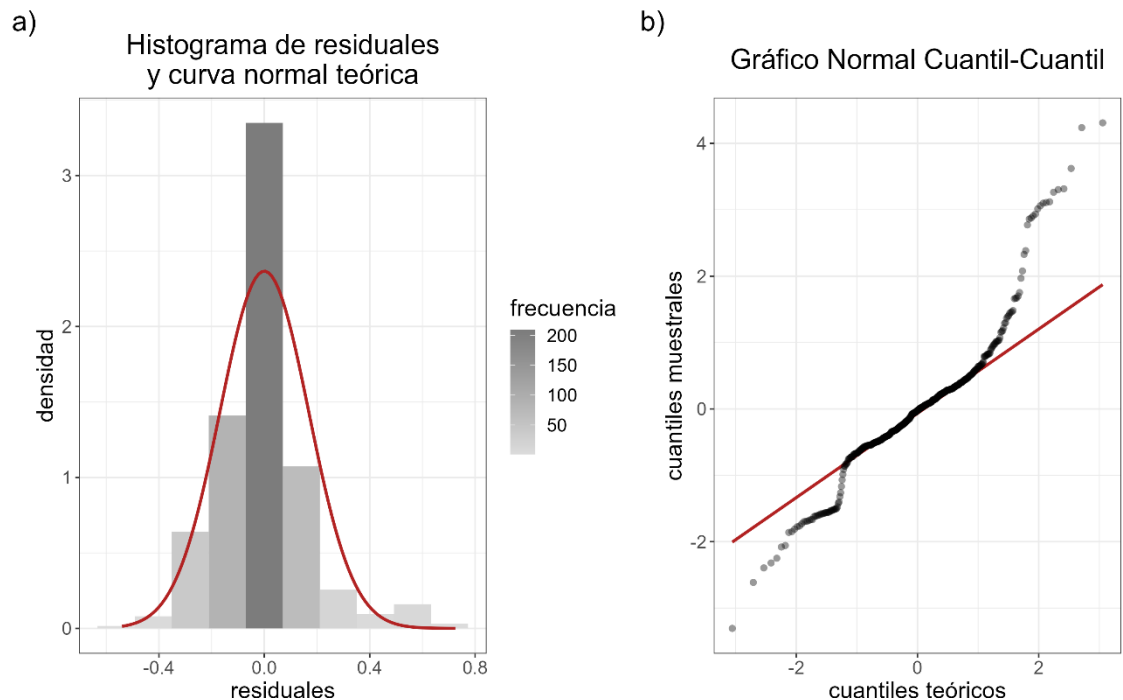 a)
Histograma de residuales
y curva normal teórica
densidad
3
2
1
0
-0.4
0.0
0.4
0.8
residuales
frecuencia
200
150
100
50
b)
Gráfico Normal Cuantil-Cuantil
cuantiles muestrales
4
2
0
-2
-2
0
2
cuantiles teóricos